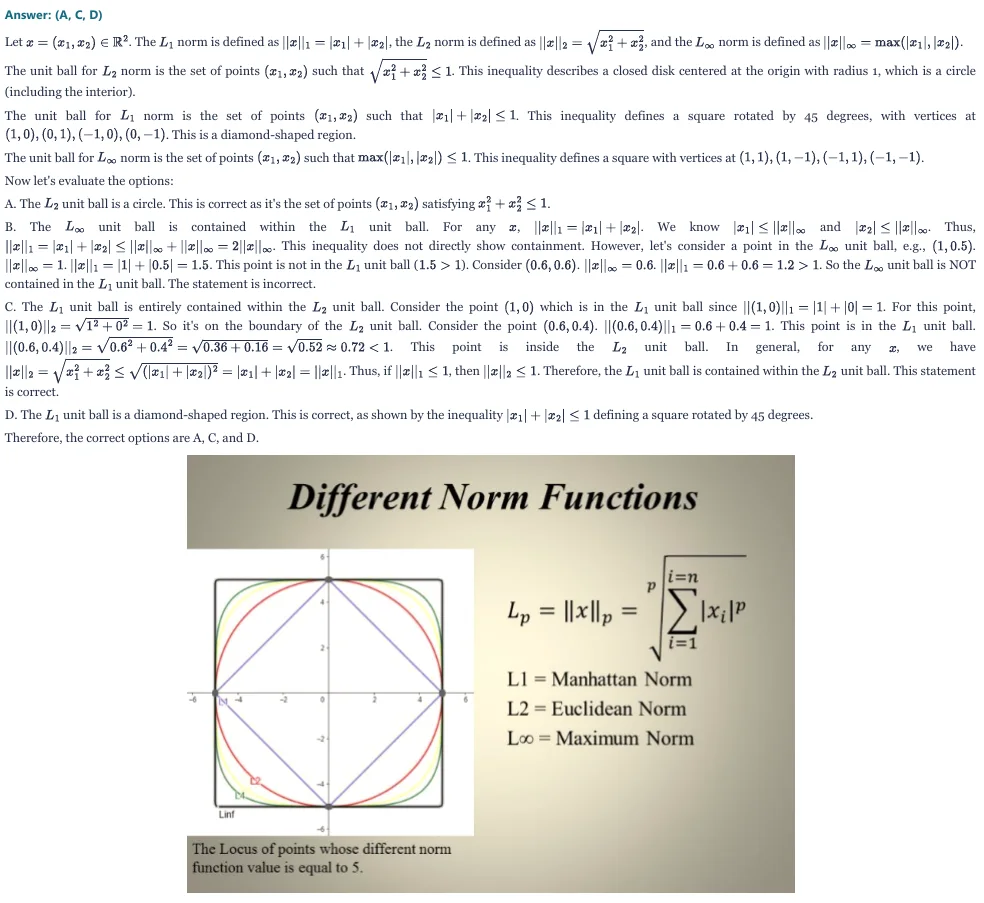 Answer: (A, C, D)
Let x = (x₁, x₂) ∈ ℝ². The L₁ norm is defined as ||x||₁ = |x₁| + |x₂|, the L₂ norm is defined as ||x||₂ = √(x₁² + x₂²), and the L∞ norm is defined as ||x||∞ = max(|x₁|, |x₂|).
The unit ball for L₂ norm is the set of points (x₁, x₂) such that √(x₁² + x₂²) ≤ 1. This inequality describes a closed disk centered at the origin with radius 1, which is a circle
(including the interior).
The unit ball for L₁ norm is the set of points (x₁, x₂) such that |x₁| + |x₂| ≤ 1. This inequality defines a square rotated by 45 degrees, with vertices at
(1, 0), (0, 1), (−1, 0), (0, −1). This is a diamond-shaped region.
The unit ball for L∞ norm is the set of points (x₁, x₂) such that max(|x₁|, |x₂|) ≤ 1. This inequality defines a square with vertices at (1, 1), (1, −1), (−1, 1), (−1, −1).
Now let's evaluate the options:
A. The L₂ unit ball is a circle. This is correct as it's the set of points (x₁, x₂) satisfying x₁² + x₂² ≤ 1.
B. The L∞ unit ball is contained within the L₁ unit ball. For any x, ||x||₁ = |x₁| + |x₂|. We know |x₁| ≤ ||x||∞ and |x₂| ≤ ||x||∞. Thus,
||x||₁ = |x₁| + |x₂| ≤ ||x||∞ + ||x||∞ = 2||x||∞. This inequality does not directly show containment. However, let's consider a point in the L∞ unit ball, e.g., (1, 0.5).
||x||∞ = 1. ||x||₁ = |1| + |0.5| = 1.5. This point is not in the L₁ unit ball (1.5 > 1). Consider (0.6, 0.6). ||x||∞ = 0.6. ||x||₁ = 0.6 + 0.6 = 1.2 > 1. So the L∞ unit ball is NOT
contained in the L₁ unit ball. The statement is incorrect.
C. The L₁ unit ball is entirely contained within the L₂ unit ball. Consider the point (1, 0) which is in the L₁ unit ball since ||(1, 0)||₁ = |1| + |0| = 1. For this point,
||(1, 0)||₂ = √(1² + 0²) = 1. So it's on the boundary of the L₂ unit ball. Consider the point (0.6, 0.4). ||(0.6, 0.4)||₁ = 0.6 + 0.4 = 1. This point is in the L₁ unit ball.
||(0.6, 0.4)||₂ = √(0.6² + 0.4²) = √(0.36 + 0.16) = √0.52 ≈ 0.72 < 1. This point is inside the L₂ unit ball. In general, for any x, we have
||x||₂ = √(x₁² + x₂²) ≤ √((|x₁| + |x₂|)²) = |x₁| + |x₂| = ||x||₁. Thus, if ||x||₁ ≤ 1, then ||x||₂ ≤ 1. Therefore, the L₁ unit ball is contained within the L₂ unit ball. This statement
is correct.
D. The L₁ unit ball is a diamond-shaped region. This is correct, as shown by the inequality |x₁| + |x₂| ≤ 1 defining a square rotated by 45 degrees.
Therefore, the correct options are A, C, and D.
Different Norm Functions
6
4
2
-6 -4 -2 0 2 4 6
-2
-4
-6
L1
L2
L4
Linf
The Locus of points whose different norm
function value is equal to 5.
Lₚ = ||x||ₚ = ᵖ√(∑_{i=1}^{i=n} |xᵢ|ᵖ)
L1 = Manhattan Norm
L2 = Euclidean Norm
L∞ = Maximum Norm